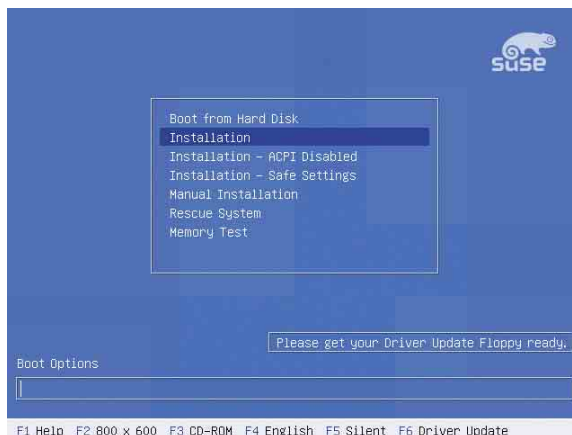 suse
Boot from Hard Disk
Installation
Installation - ACPI Disabled
Installation - Safe Settings
Manual Installation
Rescue System
Memory Test
Please get your Driver Update Floppy ready.
Boot Options
F1 Help F2 800 x 600 F3 CD-ROM F4 English F5 Silent F6 Driver Update